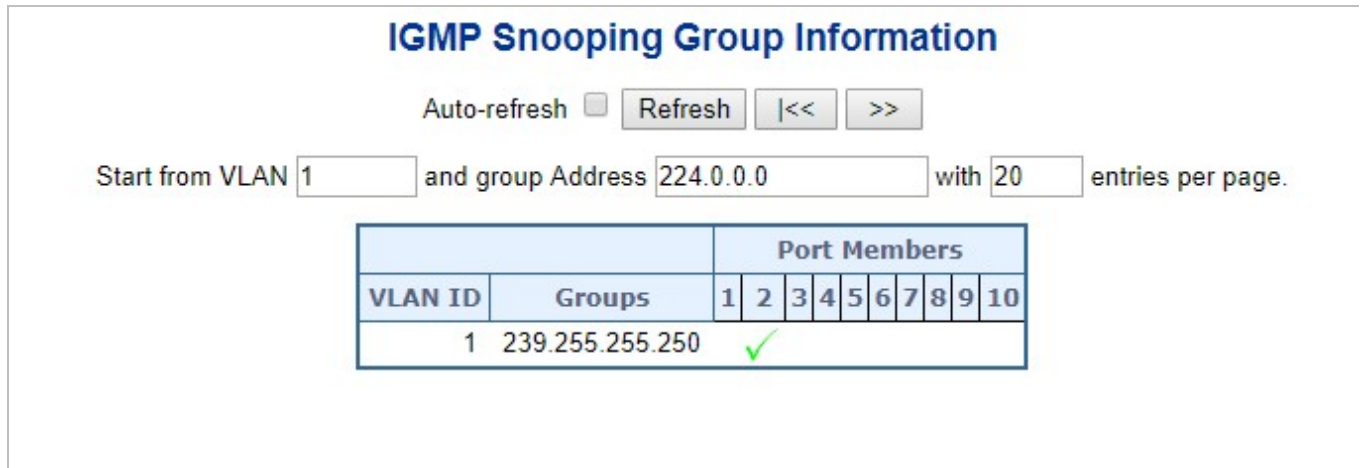 IGMP Snooping Group Information
Auto-refresh Refresh |<< >>
Start from VLAN 1 and group Address 224.0.0.0 with 20 entries per page.
Port Members
VLAN ID Groups 1 2 3 4 5 6 7 8 9 10
1 239.255.255.250